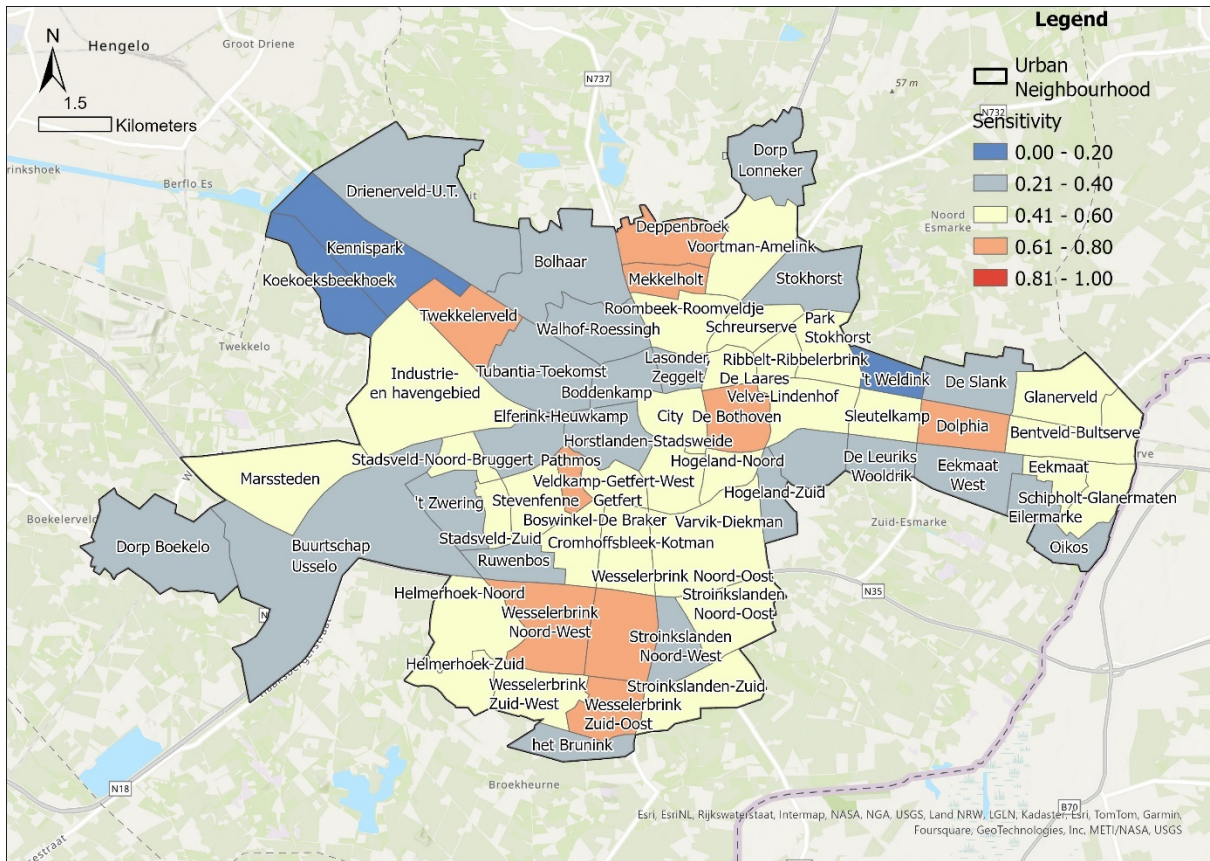 Legend
Urban
Neighbourhood
Sensitivity
0.00 - 0.20
0.21 - 0.40
0.41 - 0.60
0.61 - 0.80
0.81 - 1.00
N
1.5
Kilometers
Hengelo
Groot Driene
N737
57 m
N732
Berflo Es
Twekkelo
Noord
Esmarke
Boekelerveld
Zuid-Esmarke
N35
Broekheurne
N18
B70
Dorp
Lonneker
Drienerveld-U.T.
Deppenbroek
Voortman-Amelink
Kennispark
Bolhaar
Koekoeksbeekhoek
Mekkelholt
Stokhorst
Twekkelerveld
Roombeek-Roomveldje
Walhof-Roessingh
Schreurserve
Park
Stokhorst
Lasonder,
Zeggelt
Ribbelt-Ribbelerbrink
't Weldink
De Slank
Industrie-
en havengebied
Tubantia-Toekomst
De Laares
Boddenkamp
Velve-Lindenhof
Glanerveld
Elferink-Heuwkamp
City
De Bothoven
Sleutelkamp
Dolphia
Bentveld-Bultserve
Horstlanden-Stadsweide
Stadsveld-Noord-Bruggert
Pathmos
Hogeland-Noord
De Leuriks
Wooldrik
Eekmaat
West
Eekmaat
Marssteden
Veldkamp-Getfert-West
't Zwering
Stevenfenne
Getfert
Hogeland-Zuid
Schipholt-Glanermaten
Eilermarke
Boswinkel-De Braker
Varvik-Diekman
Stadsveld-Zuid
Cromhoffsbleek-Kotman
Oikos
Dorp Boekelo
Buurtschap
Usselo
Ruwenbos
Wesselerbrink Noord-Oost
Helmerhoek-Noord
Stroinkslanden
Noord-Oost
Wesselerbrink
Noord-West
Stroinkslanden
Noord-West
Helmerhoek-Zuid
Wesselerbrink
Zuid-West
Stroinkslanden-Zuid
Wesselerbrink
Zuid-Oost
het Brunink
Esri, EsriNL, Rijkswaterstaat, Intermap, NASA, NGA, USGS, Land NRW, LGLN, Kadaster, Esri, TomTom, Garmin,
Foursquare, GeoTechnologies, Inc, METI/NASA, USGS